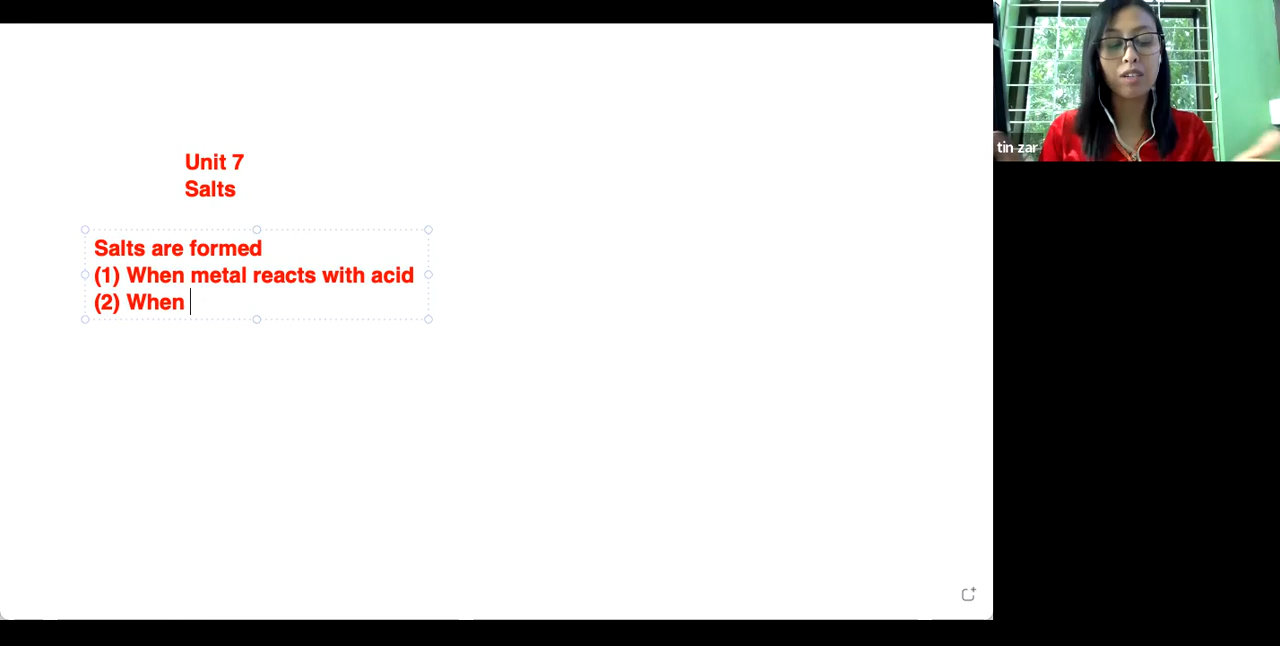 Unit 7
Salts
Salts are formed
(1) When metal reacts with acid
(2) When
tin zar